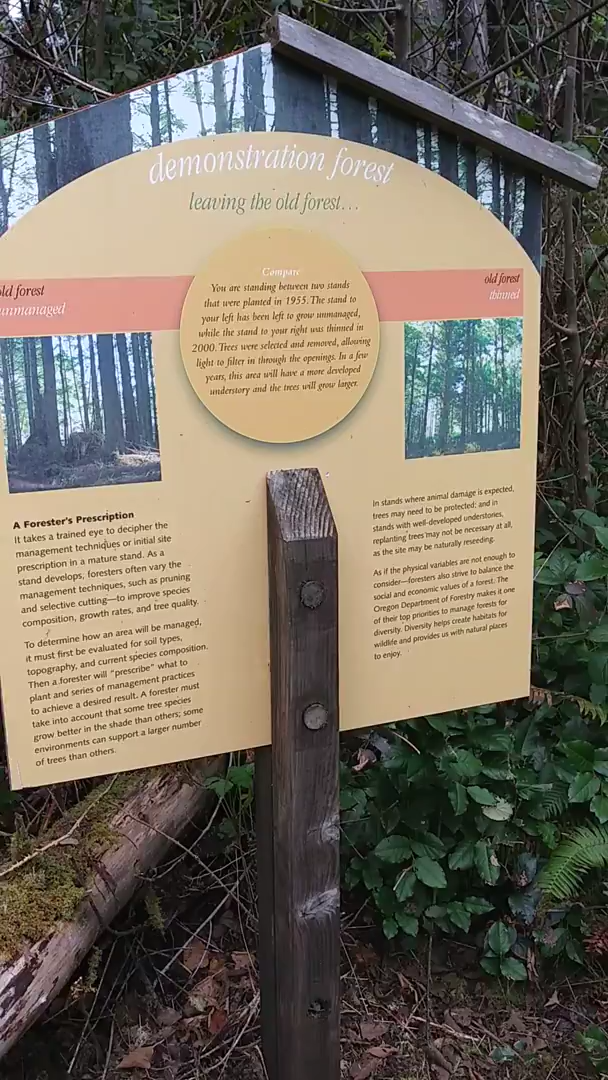 demonstration forest
leaving the old forest...
old forest
unmanaged
Compare
You are standing between two stands
that were planted in 1955. The stand to
your left has been left to grow unmanaged,
while the stand to your right was thinned in
2000. Trees were selected and removed, allowing
light to filter in through the openings. In a few
years, this area will have a more developed
understory and the trees will grow larger.
old forest
thinned
A Forester's Prescription
It takes a trained eye to decipher the
management techniques or initial site
prescription in a mature stand. As a
stand develops, foresters often vary the
management techniques, such as pruning
and selective cutting—to improve species
composition, growth rates, and tree quality.
To determine how an area will be managed,
it must first be evaluated for soil types,
topography, and current species composition.
Then a forester will "prescribe" what to
plant and series of management practices
to achieve a desired result. A forester must
take into account that some tree species
grow better in the shade than others; some
environments can support a larger number
of trees than others.
In stands where animal damage is expected,
trees may need to be protected; and in
stands with well-developed understories,
replanting trees may not be necessary at all,
as the site may be naturally reseeding.
As if the physical variables are not enough to
consider—foresters also strive to balance the
social and economic values of a forest. The
Oregon Department of Forestry makes it one
of their top priorities to manage forests for
diversity. Diversity helps create habitats for
wildlife and provides us with natural places
to enjoy.